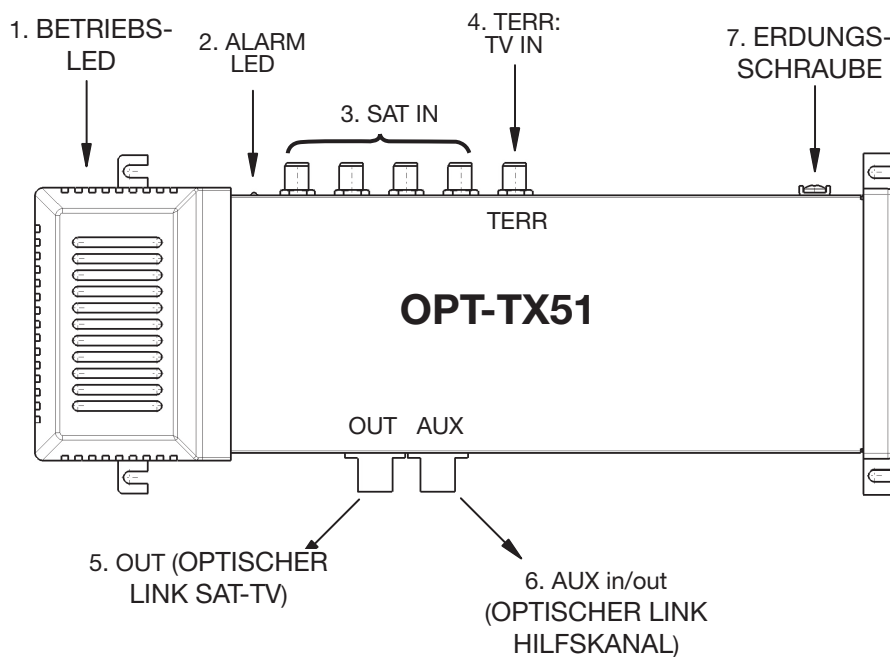 1. BETRIEBS-
LED
2. ALARM
LED
3. SAT IN
4. TERR:
TV IN
7. ERDUNGS-
SCHRAUBE
TERR
OPT-TX51
OUT AUX
5. OUT (OPTISCHER
LINK SAT-TV)
6. AUX in/out
(OPTISCHER LINK
HILFSKANAL)